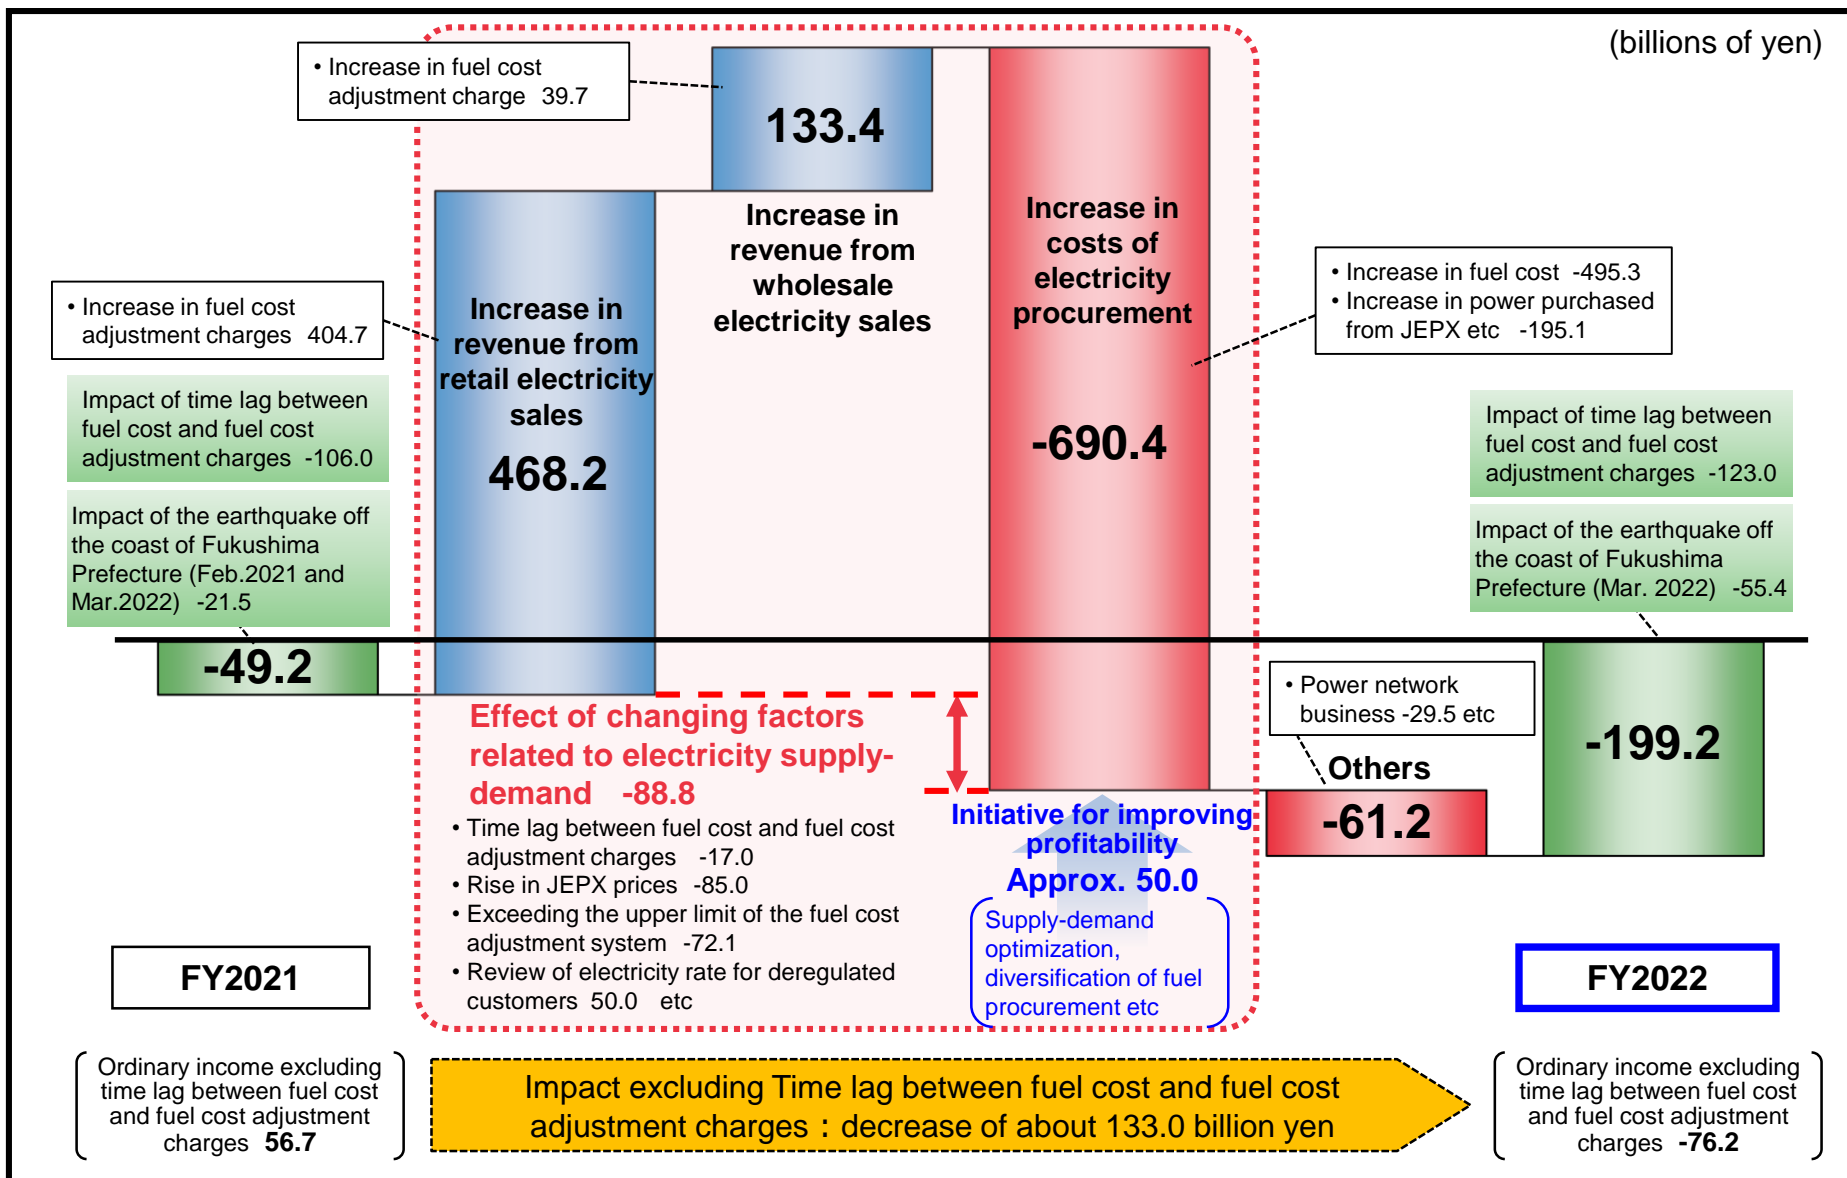 (billions of yen)
• Increase in fuel cost
adjustment charge 39.7
133.4
Increase in
revenue from
wholesale
electricity sales
Increase in
costs of
electricity
procurement
-690.4
• Increase in fuel cost -495.3
• Increase in power purchased
from JEPX etc -195.1
• Increase in fuel cost
adjustment charges 404.7
Increase in
revenue from
retail electricity
sales
468.2
Impact of time lag between
fuel cost and fuel cost
adjustment charges -106.0
Impact of the earthquake off
the coast of Fukushima
Prefecture (Feb.2021 and
Mar.2022) -21.5
Impact of time lag between
fuel cost and fuel cost
adjustment charges -123.0
Impact of the earthquake off
the coast of Fukushima
Prefecture (Mar. 2022) -55.4
-49.2
Effect of changing factors
related to electricity supply-
demand -88.8
• Time lag between fuel cost and fuel cost
adjustment charges -17.0
• Rise in JEPX prices -85.0
• Exceeding the upper limit of the fuel cost
adjustment system -72.1
• Review of electricity rate for deregulated
customers 50.0 etc
Initiative for improving
profitability
Approx. 50.0
Supply-demand
optimization,
diversification of fuel
procurement etc
• Power network
business -29.5 etc
Others
-61.2
-199.2
FY2021
FY2022
Ordinary income excluding
time lag between fuel cost
and fuel cost adjustment
charges 56.7
Impact excluding Time lag between fuel cost and fuel cost
adjustment charges : decrease of about 133.0 billion yen
Ordinary income excluding
time lag between fuel cost
and fuel cost adjustment
charges -76.2